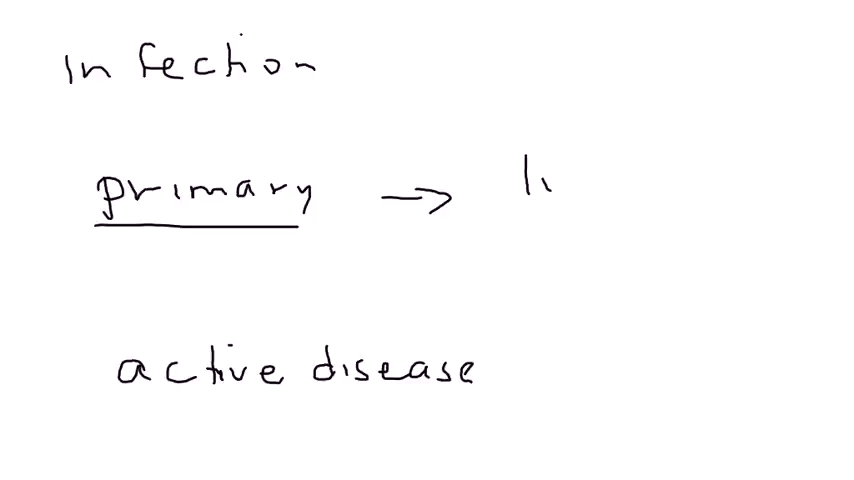 Infection
primary →
active disease